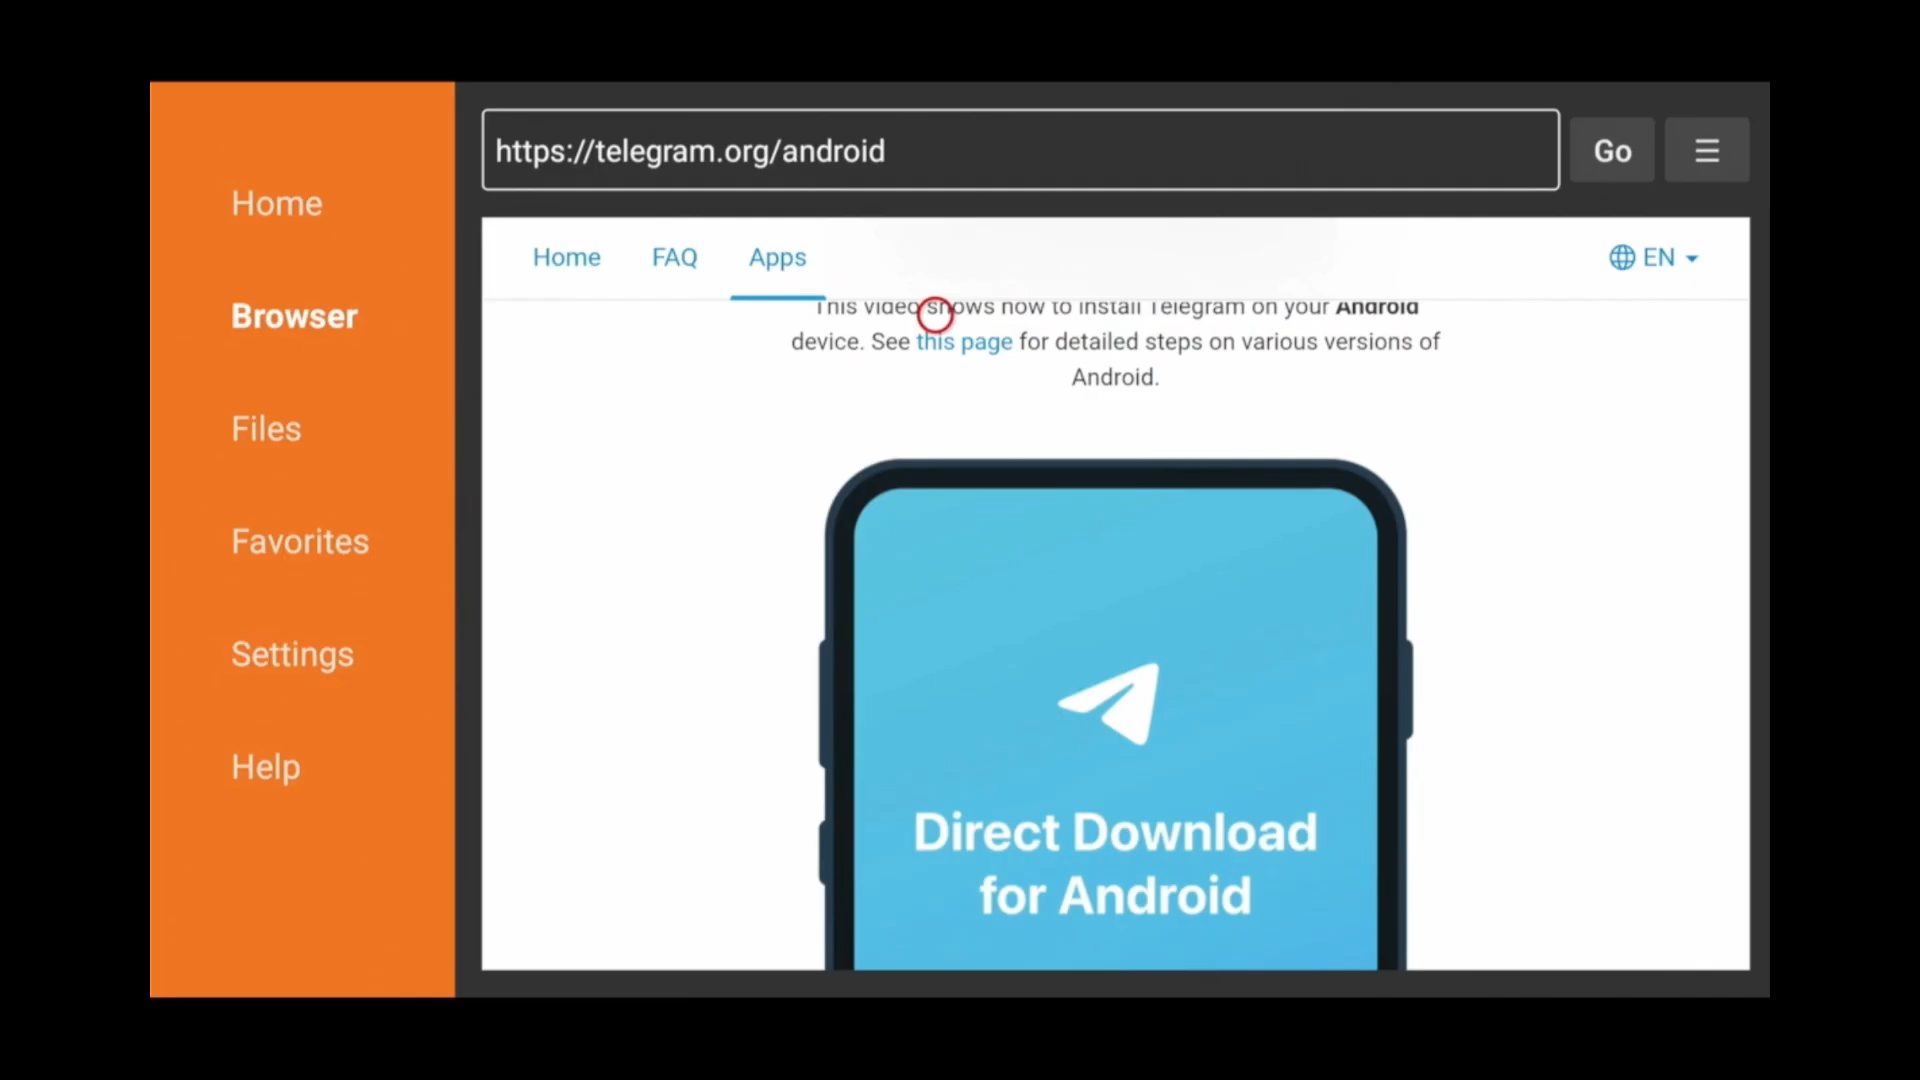 https://telegram.org/android
Go
Home
Browser
Files
Favorites
Settings
Help
Home FAQ Apps
EN
This video shows how to install Telegram on your Android
device. See this page for detailed steps on various versions of
Android.
Direct Download
for Android